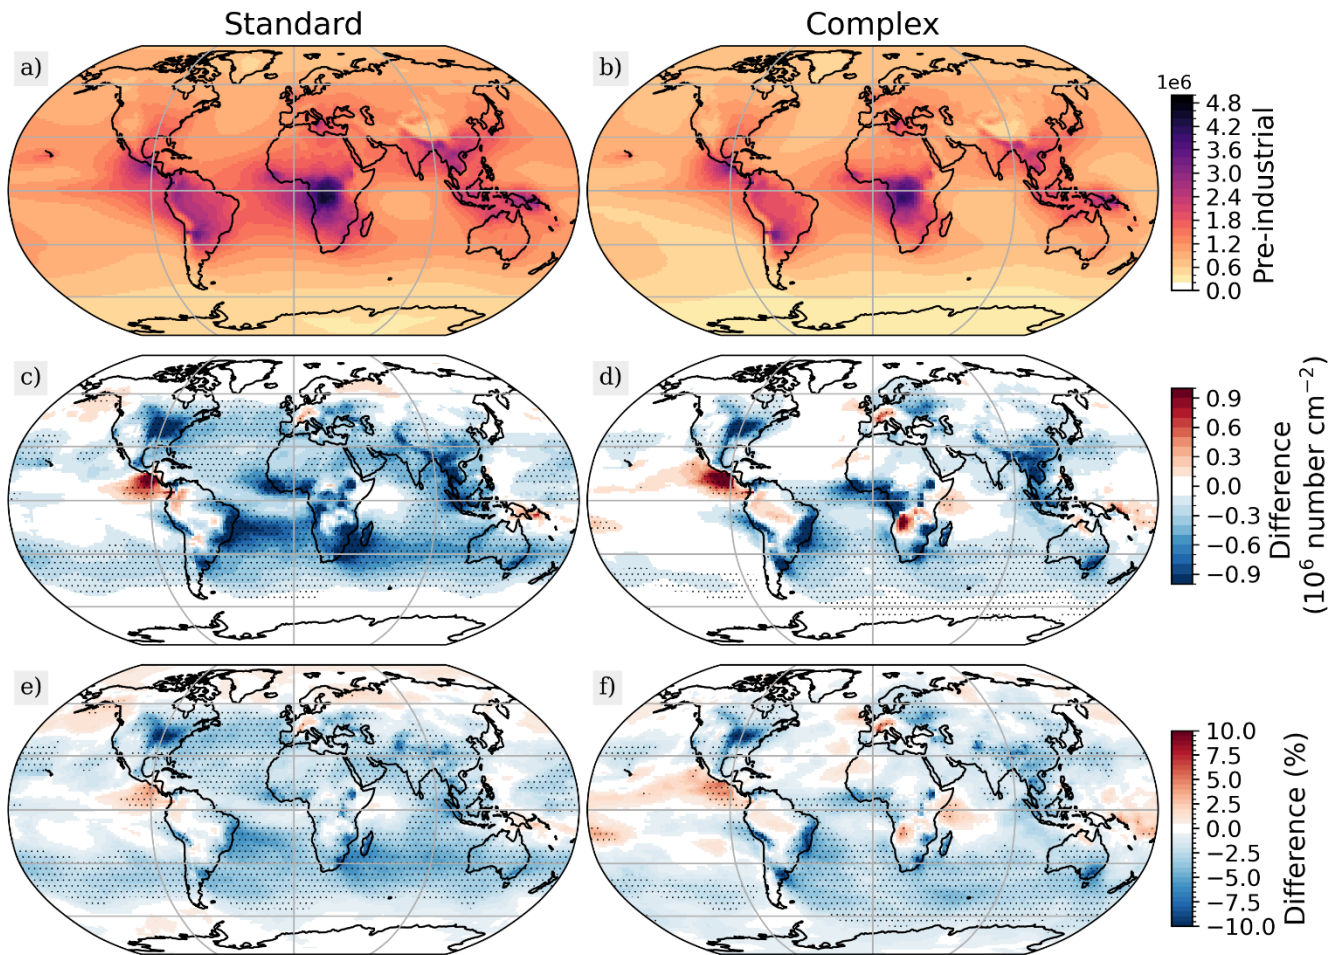 Standard
Complex
a)
b)
1e6
4.8
4.2
3.6
3.0
2.4
1.8
1.2
0.6
0.0
Pre-industrial
c)
d)
0.9
0.6
0.3
0.0
−0.3
−0.6
−0.9
Difference
(10⁶ number cm⁻²)
e)
f)
10.0
7.5
5.0
2.5
0.0
−2.5
−5.0
−7.5
−10.0
Difference (%)